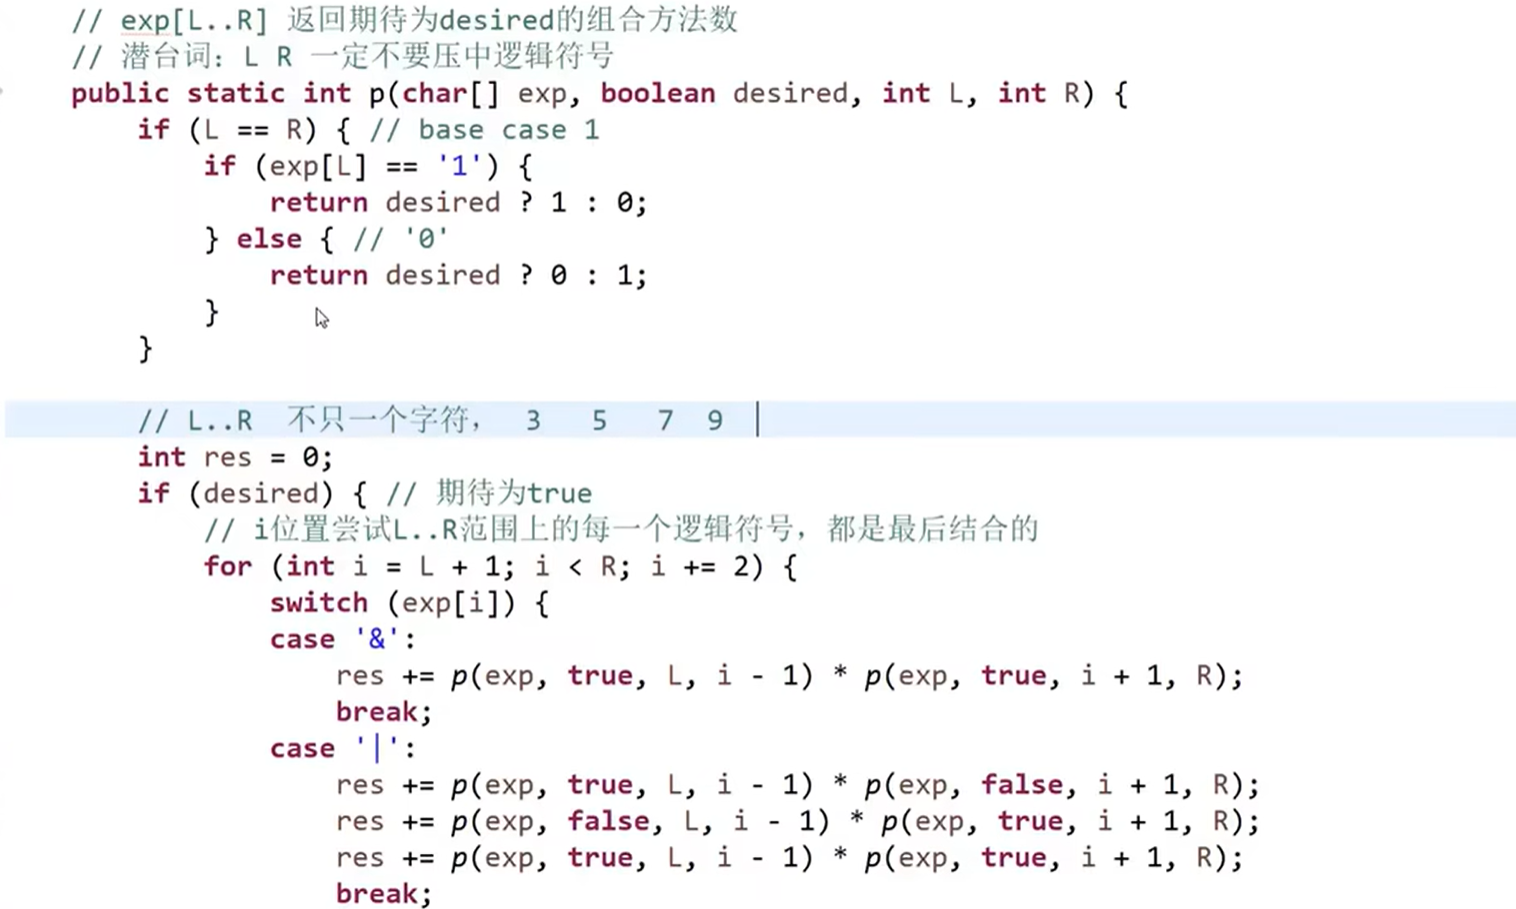 // exp[L..R] 返回期待为desired的组合方法数
// 潜台词：L R 一定不要压中逻辑符号
public static int p(char[] exp, boolean desired, int L, int R) {
if (L == R) { // base case 1
if (exp[L] == '1') {
return desired ? 1 : 0;
} else { // '0'
return desired ? 0 : 1;
}
}
// L..R 不只一个字符， 3 5 7 9
int res = 0;
if (desired) { // 期待为true
// i位置尝试L..R范围上的每一个逻辑符号，都是最后结合的
for (int i = L + 1; i < R; i += 2) {
switch (exp[i]) {
case '&':
res += p(exp, true, L, i - 1) * p(exp, true, i + 1, R);
break;
case '|':
res += p(exp, true, L, i - 1) * p(exp, false, i + 1, R);
res += p(exp, false, L, i - 1) * p(exp, true, i + 1, R);
res += p(exp, true, L, i - 1) * p(exp, true, i + 1, R);
break;